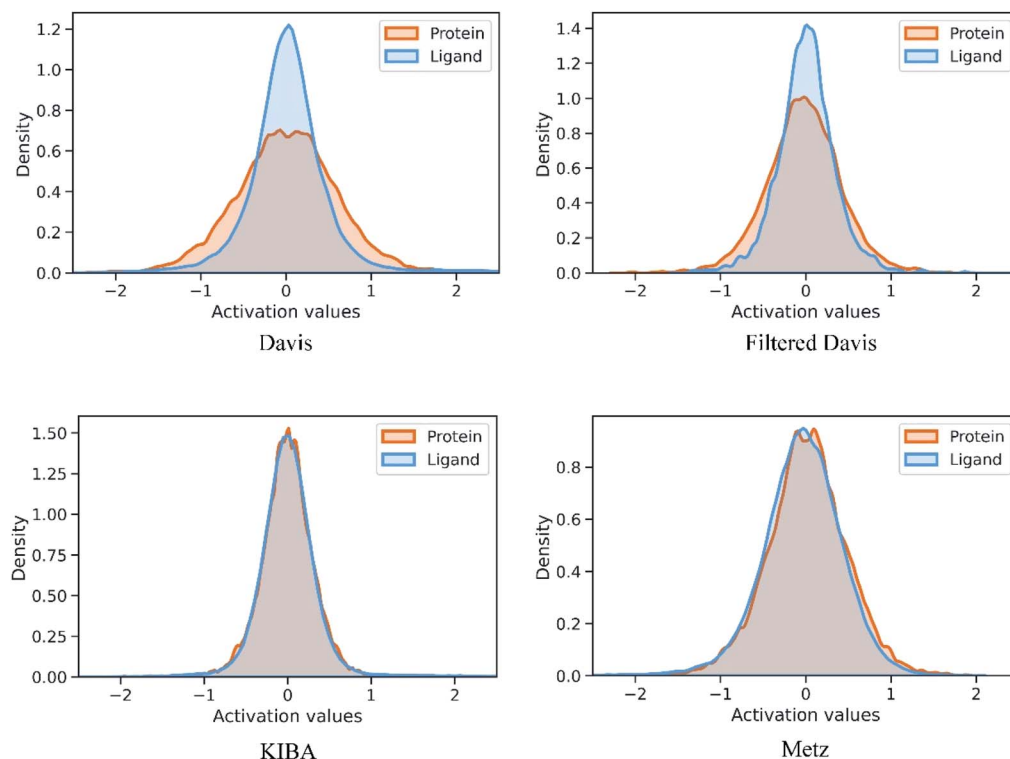 1.2
1.0
0.8
0.6
0.4
0.2
0.0
Density
Protein
Ligand
−2 −1 0 1 2
Activation values
Davis
1.4
1.2
1.0
0.8
0.6
0.4
0.2
0.0
Density
Protein
Ligand
−2 −1 0 1 2
Activation values
Filtered Davis
1.50
1.25
1.00
0.75
0.50
0.25
0.00
Density
Protein
Ligand
−2 −1 0 1 2
Activation values
KIBA
0.8
0.6
0.4
0.2
0.0
Density
Protein
Ligand
−2 −1 0 1 2
Activation values
Metz